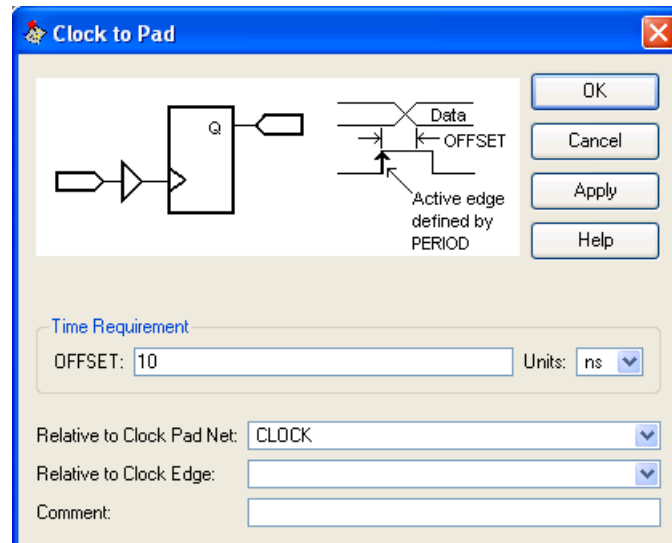 Clock to Pad
Q
Data
OFFSET
Active edge
defined by
PERIOD
OK
Cancel
Apply
Help
Time Requirement
OFFSET: 10 Units: ns
Relative to Clock Pad Net: CLOCK
Relative to Clock Edge:
Comment: